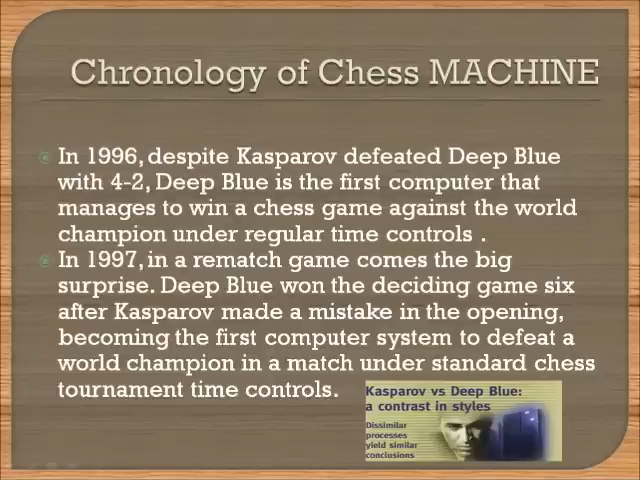 Chronology of Chess MACHINE
In 1996, despite Kasparov defeated Deep Blue
with 4-2, Deep Blue is the first computer that
manages to win a chess game against the world
champion under regular time controls .
In 1997, in a rematch game comes the big
surprise. Deep Blue won the deciding game six
after Kasparov made a mistake in the opening,
becoming the first computer system to defeat a
world champion in a match under standard chess
tournament time controls.
Kasparov vs Deep Blue:
a contrast in styles
Dissimilar
processes
yield similar
conclusions